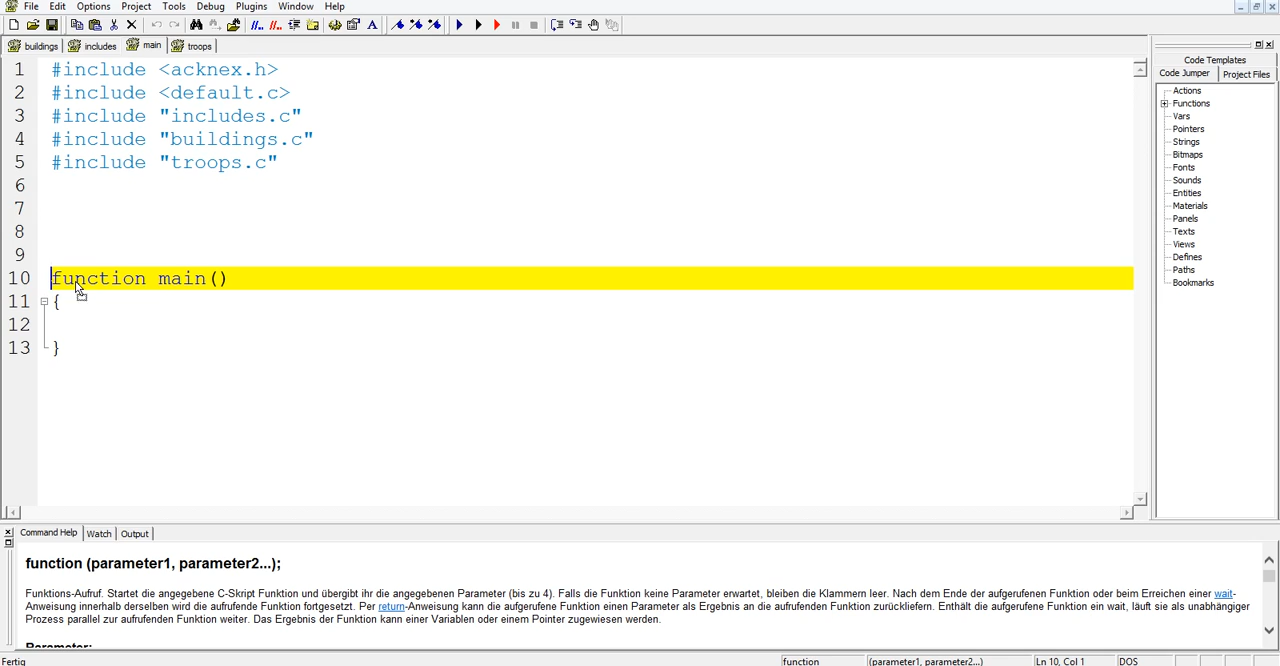 File Edit Options Project Tools Debug Plugins Window Help
buildings includes main troops
Code Templates
Code Jumper Project Files
Actions
Functions
Vars
Pointers
Strings
Bitmaps
Fonts
Sounds
Entities
Materials
Panels
Texts
Views
Defines
Paths
Bookmarks
1 #include <acknex.h>
2 #include <default.c>
3 #include "includes.c"
4 #include "buildings.c"
5 #include "troops.c"
6
7
8
9
10 function main()
11 {
12
13 }
Command Help Watch Output
function (parameter1, parameter2...);
Funktions-Aufruf. Startet die angegebene C-Skript Funktion und übergibt ihr die angegebenen Parameter (bis zu 4). Falls die Funktion keine Parameter erwartet, bleiben die Klammern leer. Nach dem Ende der aufgerufenen Funktion oder beim Erreichen einer wait-
Anweisung innerhalb derselben wird die aufrufende Funktion fortgesetzt. Per return-Anweisung kann die aufgerufene Funktion einen Parameter als Ergebnis an die aufrufenden Funktion zurückliefern. Enthält die aufgerufene Funktion ein wait, läuft sie als unabhängiger
Prozess parallel zur aufrufenden Funktion weiter. Das Ergebnis der Funktion kann einer Variablen oder einem Pointer zugewiesen werden.
Parameter:
Fertig function (parameter1, parameter2...) Ln 10, Col 1 DOS